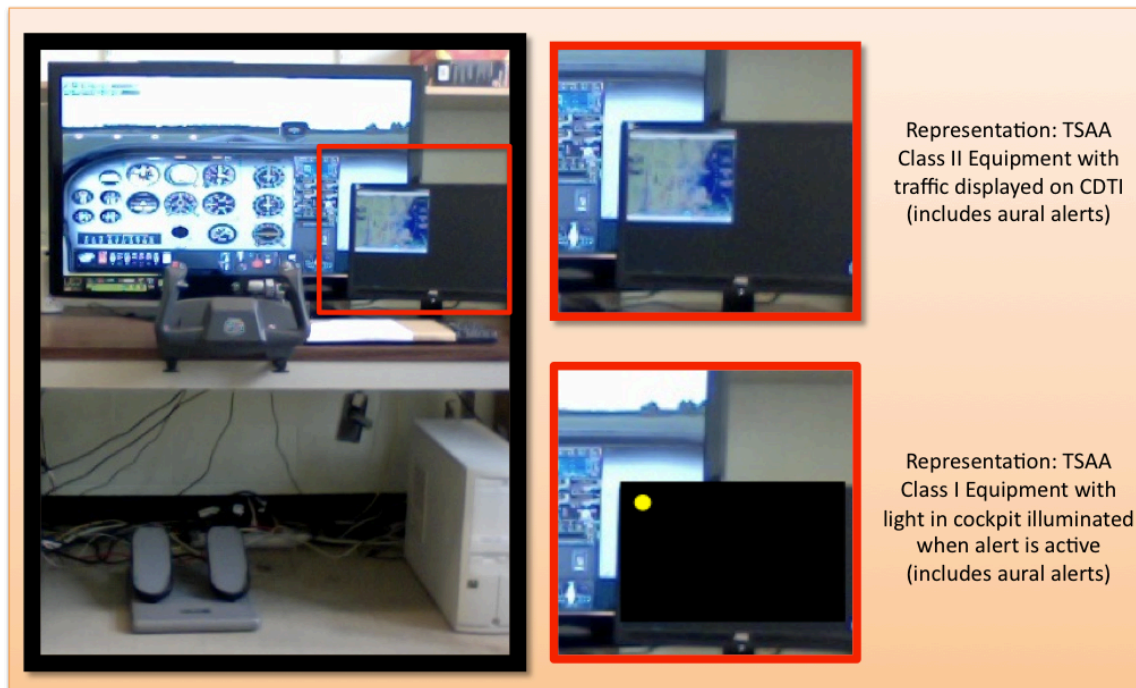 Representation: TSAA
Class II Equipment with
traffic displayed on CDTI
(includes aural alerts)
Representation: TSAA
Class I Equipment with
light in cockpit illuminated
when alert is active
(includes aural alerts)